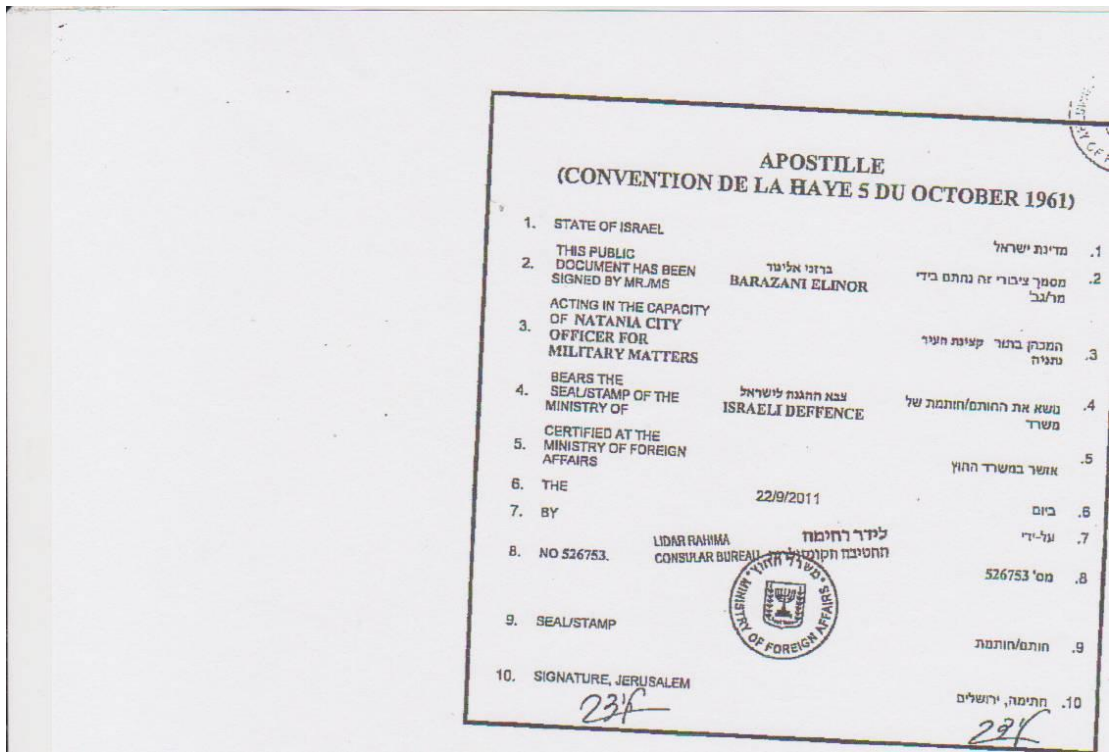 APOSTILLE
(CONVENTION DE LA HAYE 5 DU OCTOBER 1961)
1. STATE OF ISRAEL
מדינת ישראל .1
2. THIS PUBLIC
DOCUMENT HAS BEEN
SIGNED BY MR./MS
ברזני אלינור
BARAZANI ELINOR
מסמך ציבורי זה נחתם בידי .2
מר/גב'
3. ACTING IN THE CAPACITY
OF NATANIA CITY
OFFICER FOR
MILITARY MATTERS
המכהן בתור קצינת העיר .3
נתניה
4. BEARS THE
SEAL/STAMP OF THE
MINISTRY OF
צבא ההגנה לישראל
ISRAELI DEFFENCE
נושא את החותם/חותמת של .4
משרד
5. CERTIFIED AT THE
MINISTRY OF FOREIGN
AFFAIRS
אושר במשרד החוץ .5
6. THE
22/9/2011
ביום .6
7. BY
LIDAR RAHIMA לידר רחימה
על-ידי .7
8. NO 526753.
CONSULAR BUREAU החטיבה הקונסולרית
מס' 526753 .8
משרד החוץ
MINISTRY OF FOREIGN AFFAIRS
9. SEAL/STAMP
חותם/חותמת .9
10. SIGNATURE, JERUSALEM
חתימה, ירושלים .10